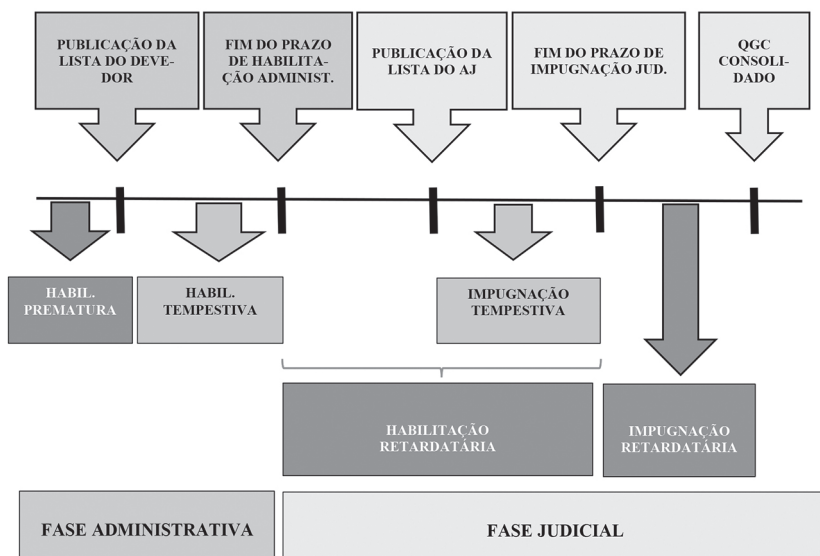 PUBLICAÇÃO DA
LISTA DO DEVE-
DOR
FIM DO PRAZO
DE HABILITA-
ÇÃO ADMINIST.
PUBLICAÇÃO DA
LISTA DO AJ
FIM DO PRAZO DE
IMPUGNAÇÃO JUD.
QGC
CONSOLI-
DADO
HABIL.
PREMATURA
HABIL.
TEMPESTIVA
IMPUGNAÇÃO
TEMPESTIVA
HABILITAÇÃO
RETARDATÁRIA
IMPUGNAÇÃO
RETARDATÁRIA
FASE ADMINISTRATIVA
FASE JUDICIAL